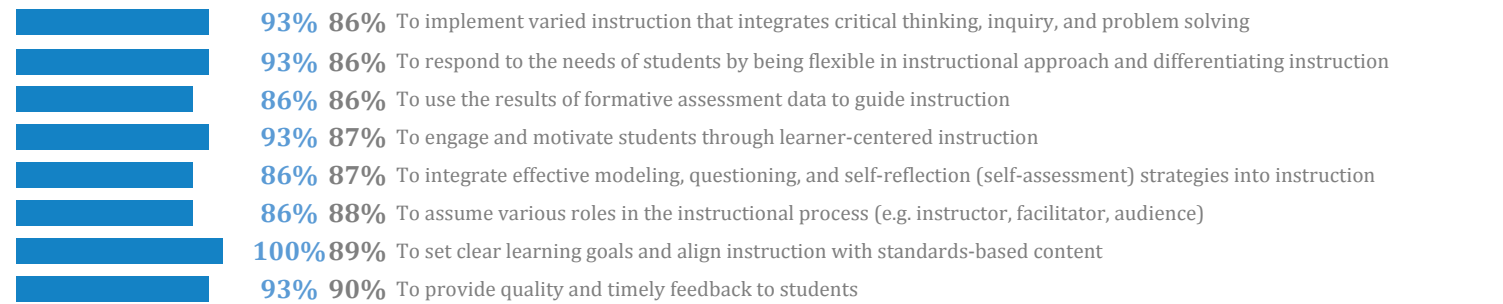 93% 86% To implement varied instruction that integrates critical thinking, inquiry, and problem solving
93% 86% To respond to the needs of students by being flexible in instructional approach and differentiating instruction
86% 86% To use the results of formative assessment data to guide instruction
93% 87% To engage and motivate students through learner-centered instruction
86% 87% To integrate effective modeling, questioning, and self-reflection (self-assessment) strategies into instruction
86% 88% To assume various roles in the instructional process (e.g. instructor, facilitator, audience)
100% 89% To set clear learning goals and align instruction with standards-based content
93% 90% To provide quality and timely feedback to students